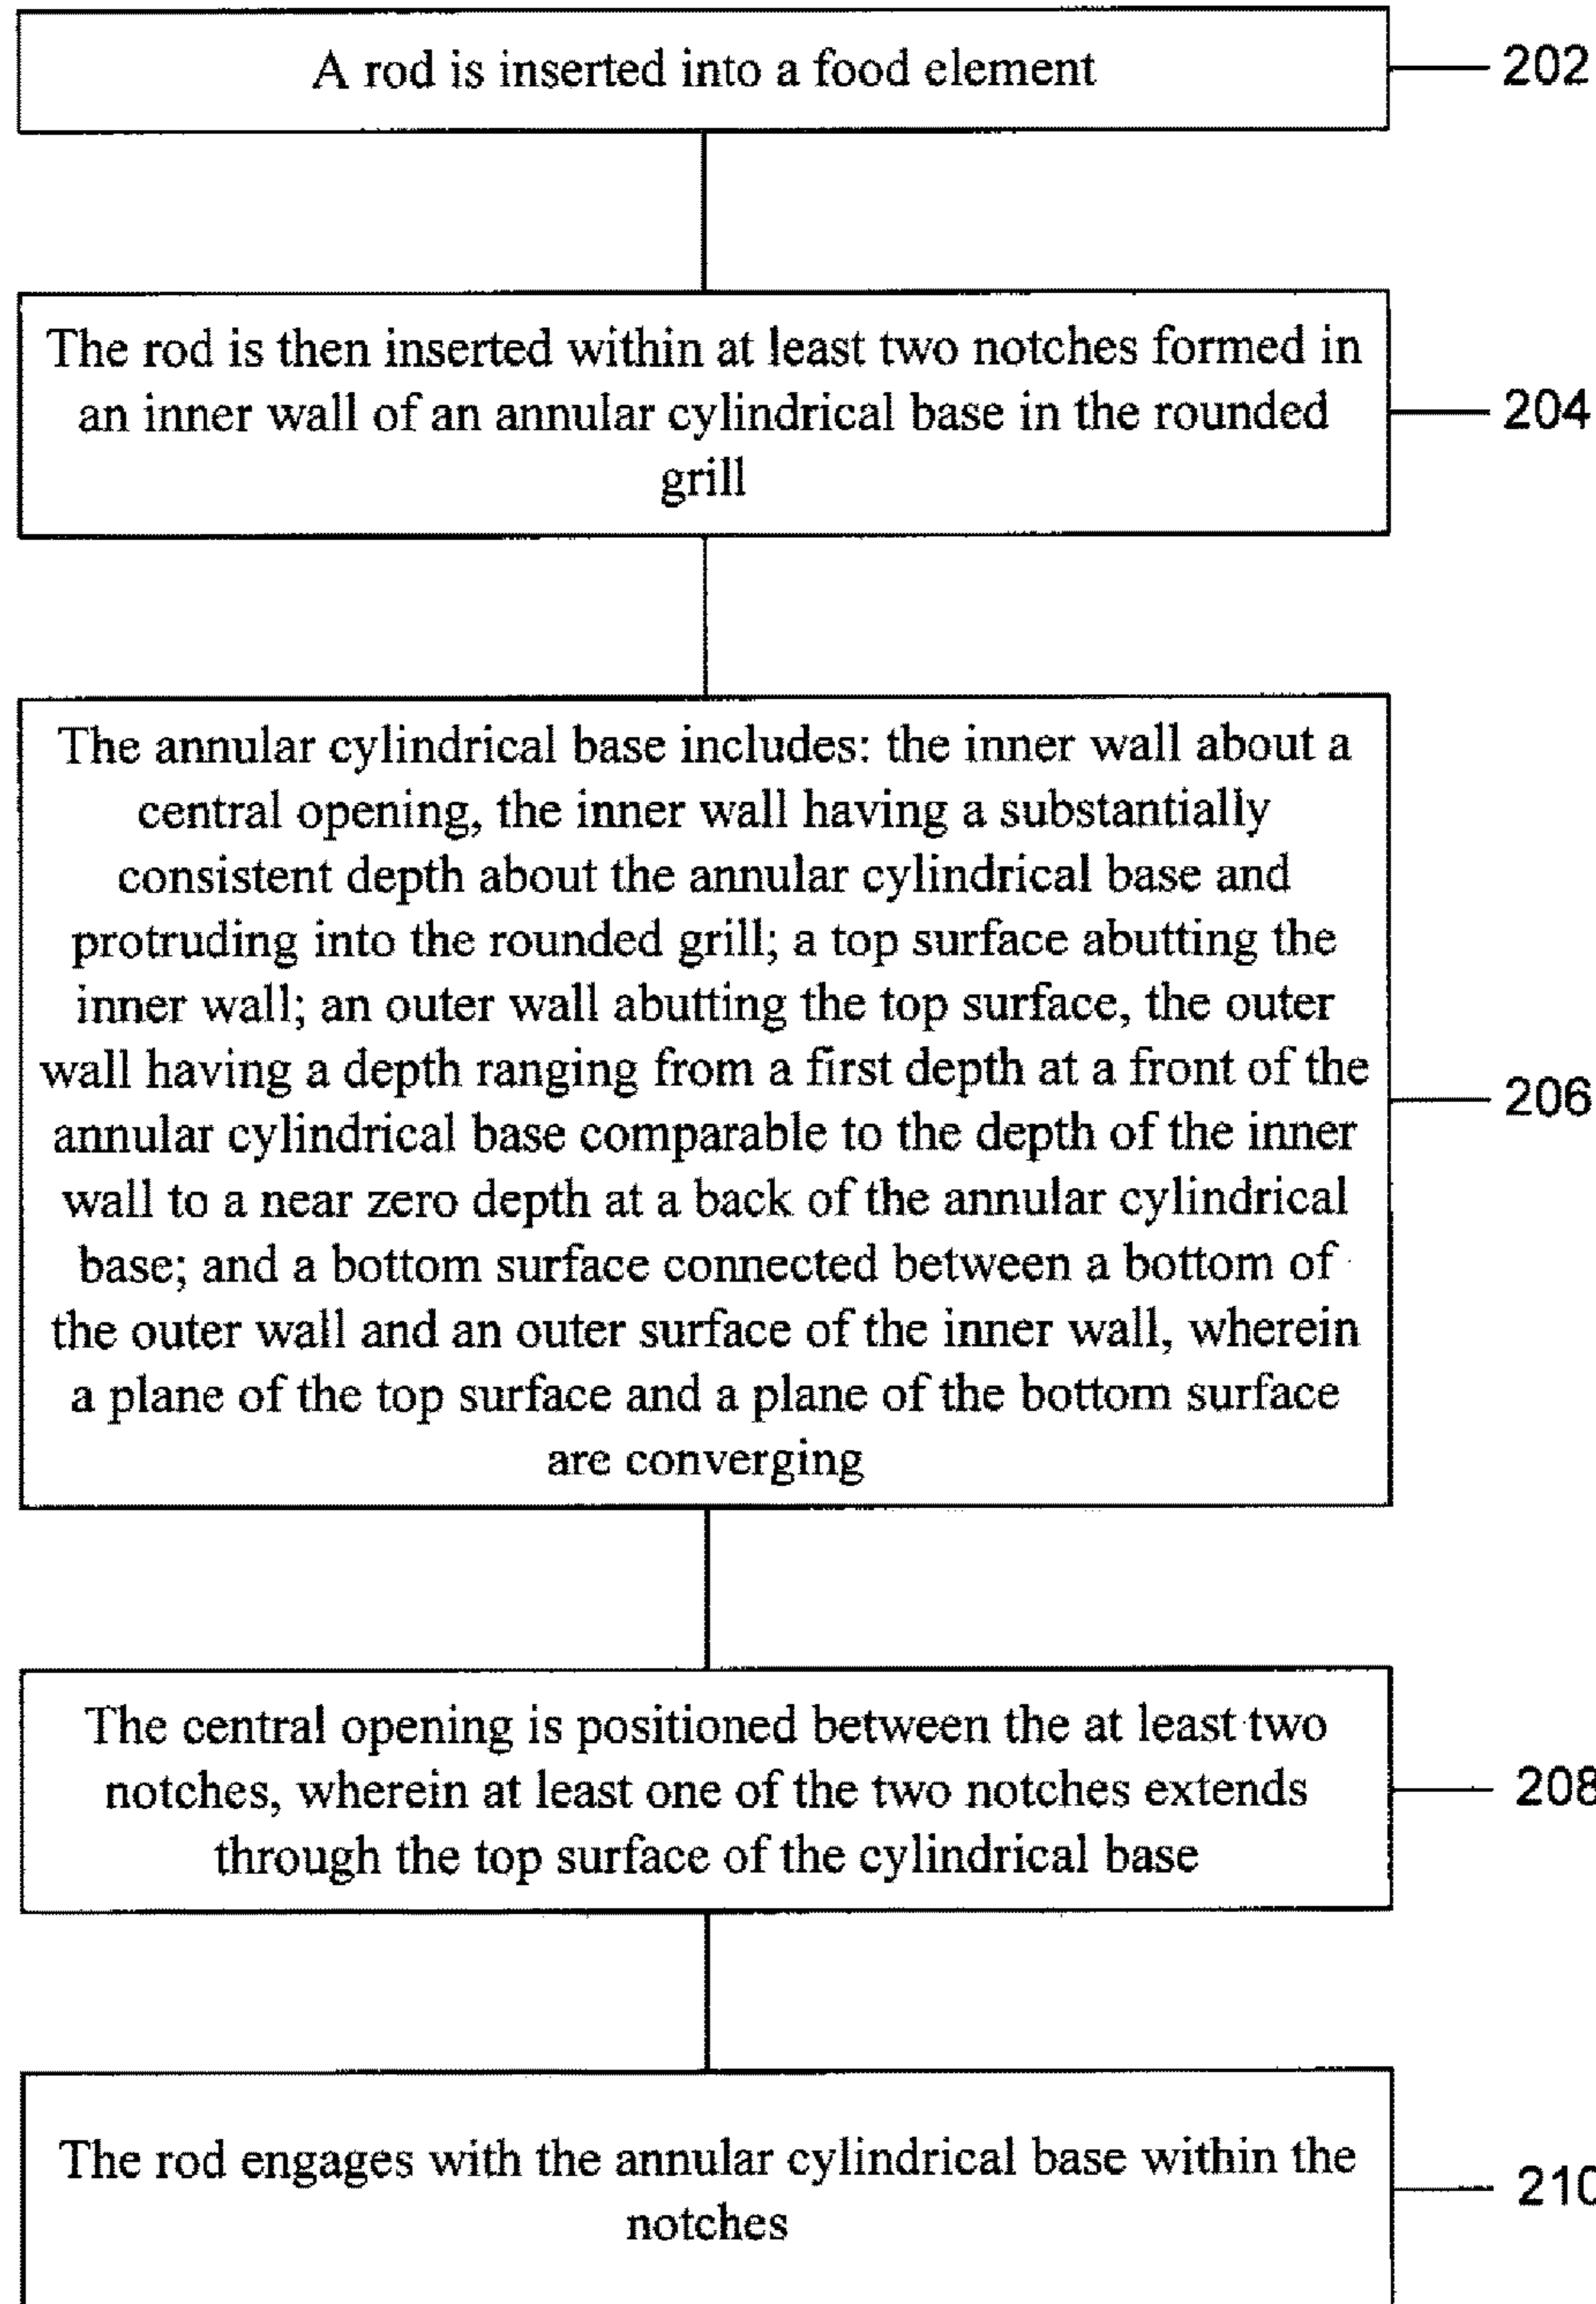 A rod is inserted into a food element
202
The rod is then inserted within at least two notches formed in
an inner wall of an annular cylindrical base in the rounded
grill
204
The annular cylindrical base includes: the inner wall about a
central opening, the inner wall having a substantially
consistent depth about the annular cylindrical base and
protruding into the rounded grill; a top surface abutting the
inner wall; an outer wall abutting the top surface, the outer
wall having a depth ranging from a first depth at a front of the
annular cylindrical base comparable to the depth of the inner
wall to a near zero depth at a back of the annular cylindrical
base; and a bottom surface connected between a bottom of
the outer wall and an outer surface of the inner wall, wherein
a plane of the top surface and a plane of the bottom surface
are converging
206
The central opening is positioned between the at least two
notches, wherein at least one of the two notches extends
through the top surface of the cylindrical base
208
The rod engages with the annular cylindrical base within the
notches
210